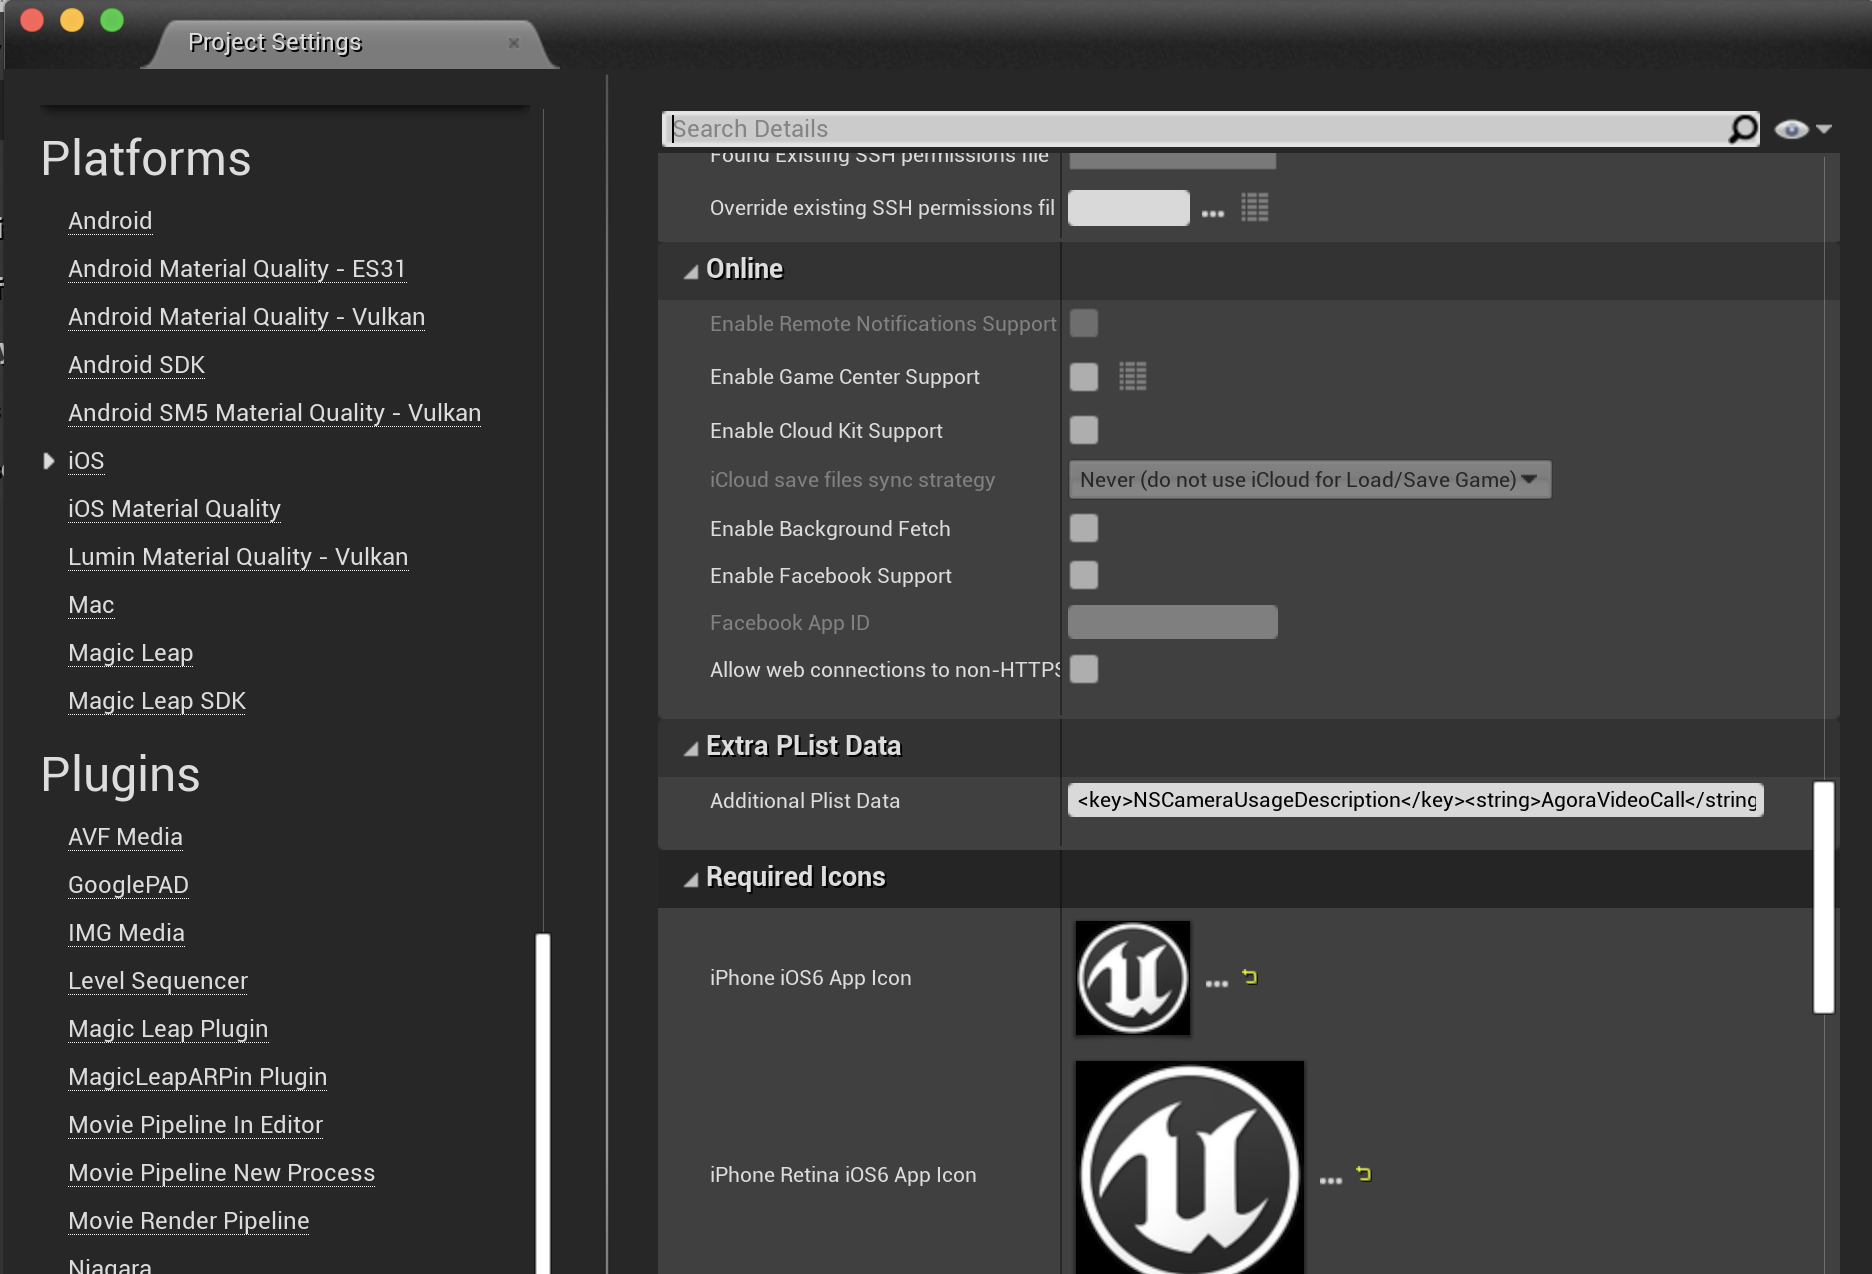 Project Settings
Platforms
Android
Android Material Quality - ES31
Android Material Quality - Vulkan
Android SDK
Android SM5 Material Quality - Vulkan
iOS
iOS Material Quality
Lumin Material Quality - Vulkan
Mac
Magic Leap
Magic Leap SDK
Plugins
AVF Media
GooglePAD
IMG Media
Level Sequencer
Magic Leap Plugin
MagicLeapARPin Plugin
Movie Pipeline In Editor
Movie Pipeline New Process
Movie Render Pipeline
Niagara
Search Details
Found Existing SSH permissions file
Override existing SSH permissions fil
Online
Enable Remote Notifications Support
Enable Game Center Support
Enable Cloud Kit Support
iCloud save files sync strategy
Never (do not use iCloud for Load/Save Game)
Enable Background Fetch
Enable Facebook Support
Facebook App ID
Allow web connections to non-HTTPS
Extra PList Data
Additional Plist Data
<key>NSCameraUsageDescription</key><string>AgoraVideoCall</string
Required Icons
iPhone iOS6 App Icon
iPhone Retina iOS6 App Icon